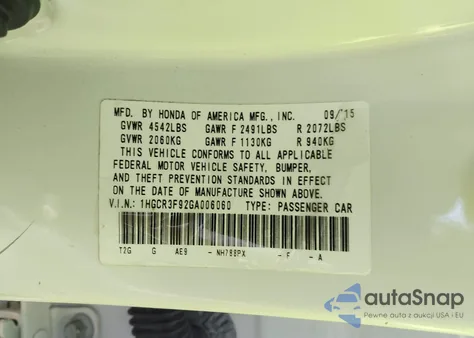 MFD. BY HONDA OF AMERICA MFG., INC. 09/15
GVWR 4542LBS GAWR F 2491LBS R 2072LBS
GVWR 2060KG GAWR F 1130KG R 940KG
THIS VEHICLE CONFORMS TO ALL APPLICABLE
FEDERAL MOTOR VEHICLE SAFETY, BUMPER,
AND THEFT PREVENTION STANDARDS IN EFFECT
ON THE DATE OF MANUFACTURE SHOWN ABOVE.
V.I.N.: 1HGCR3F92GA006060 TYPE: PASSENGER CAR
T2G G AE9 - NH788PX - F - A
autoSnap
Pewne auta z aukcji USA i EU